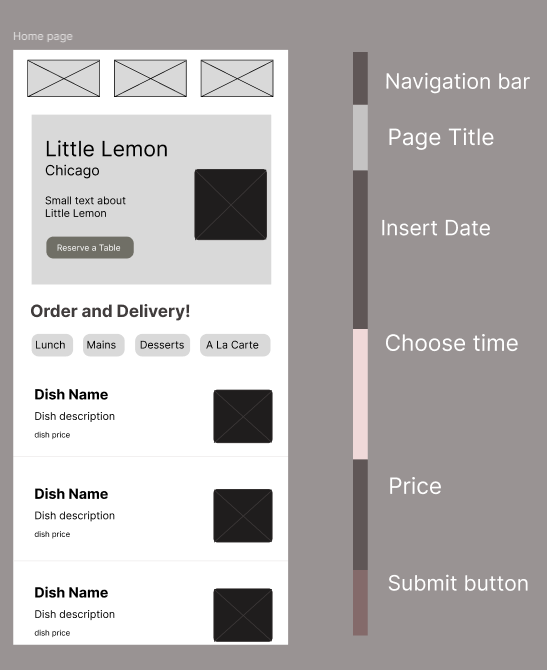 Home page
Little Lemon
Chicago
Small text about
Little Lemon
Reserve a Table
Order and Delivery!
Lunch Mains Desserts A La Carte
Dish Name
Dish description
dish price
Dish Name
Dish description
dish price
Dish Name
Dish description
dish price
Navigation bar
Page Title
Insert Date
Choose time
Price
Submit button